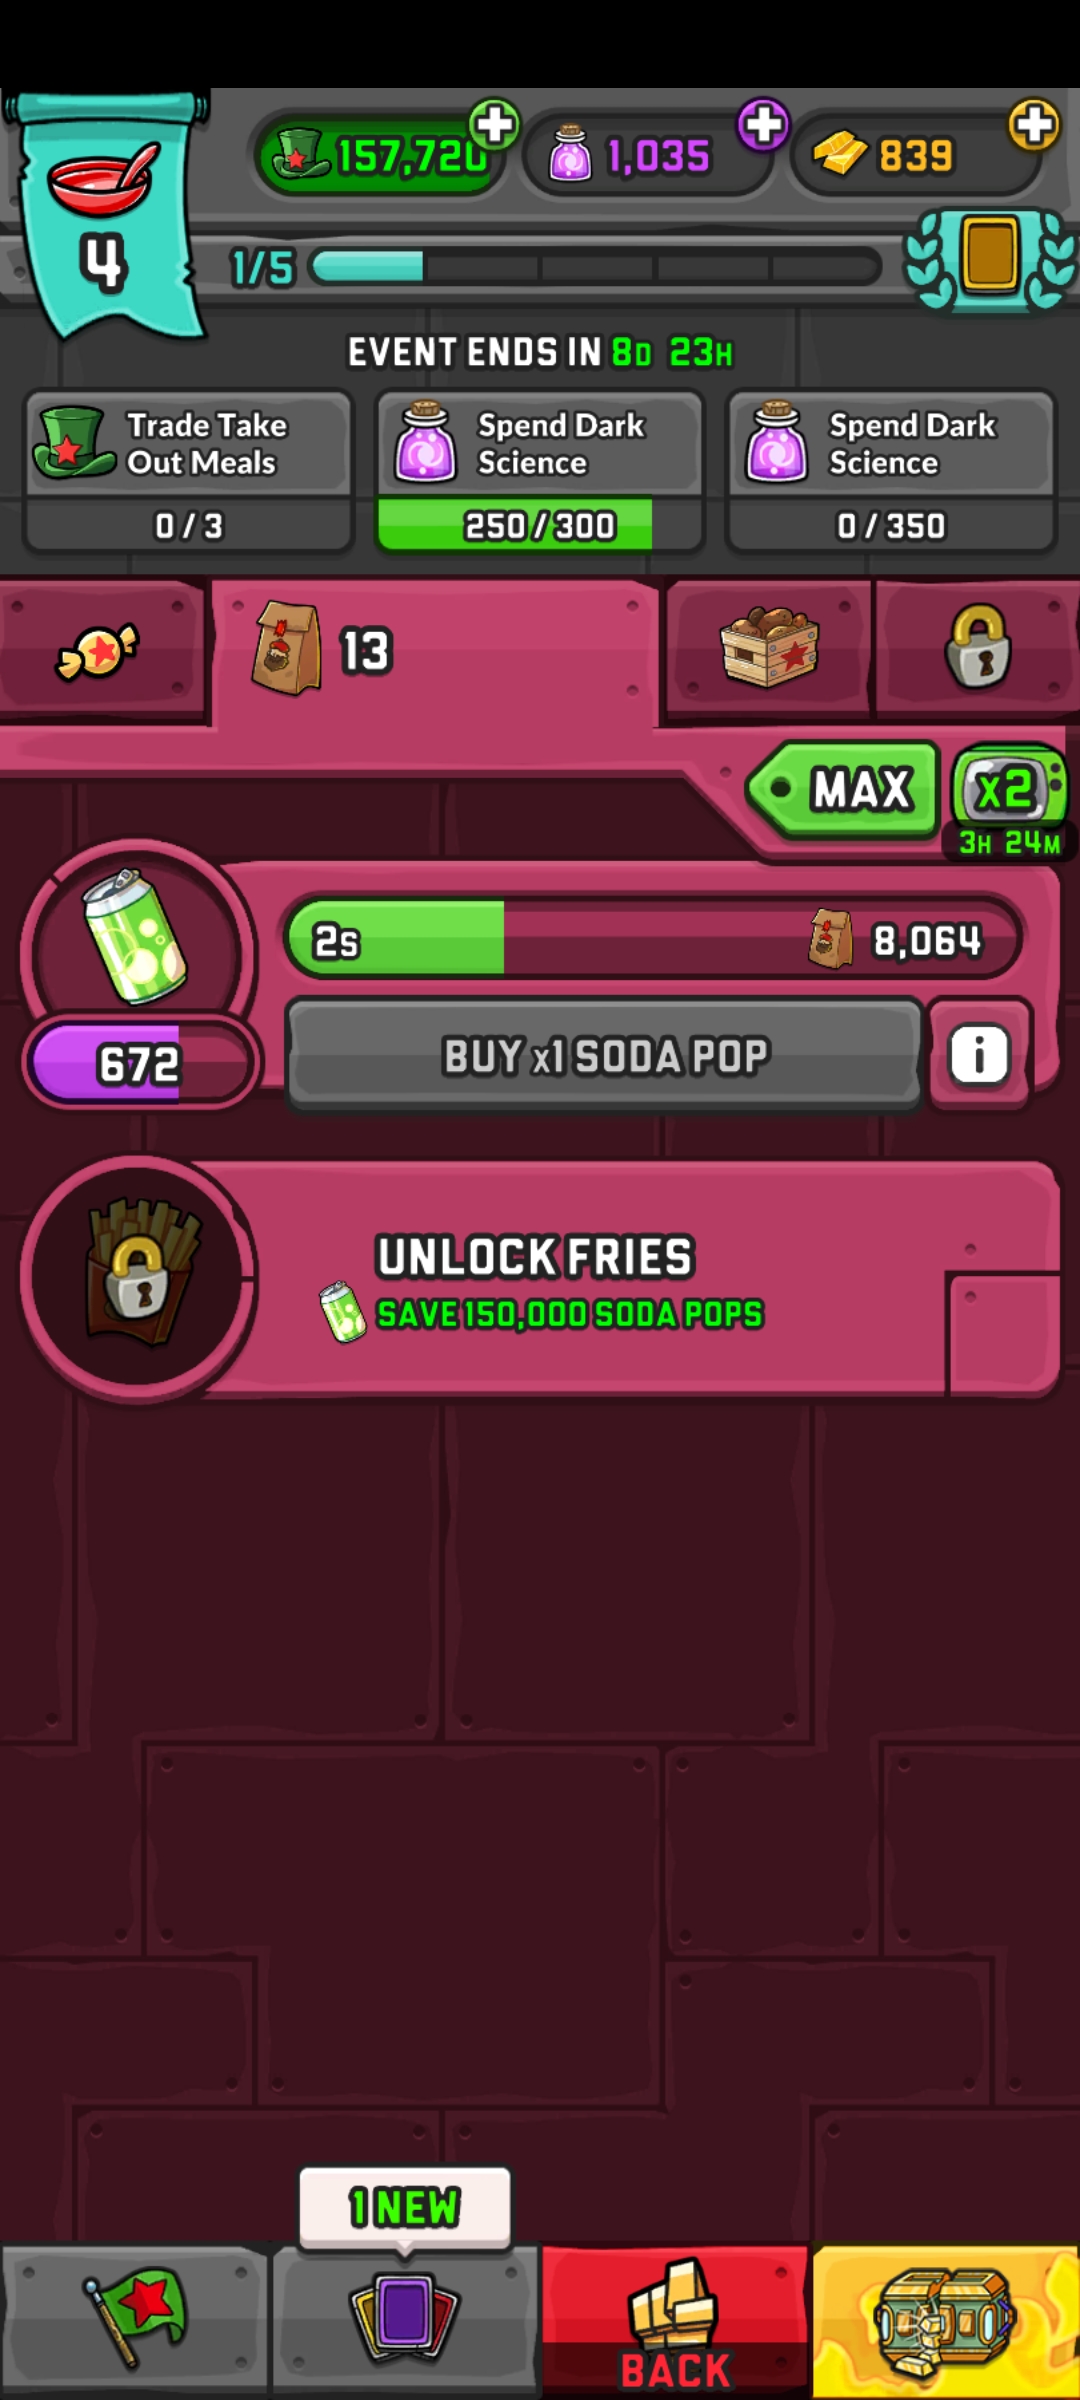 157,720
1,035
839
4
1/5
EVENT ENDS IN 8D 23H
Trade Take
Out Meals
0 / 3
Spend Dark
Science
250 / 300
Spend Dark
Science
0 / 350
13
MAX
x2
3H 24M
2s
8,064
672
BUY x1 SODA POP
i
UNLOCK FRIES
SAVE 150,000 SODA POPS
1 NEW
BACK